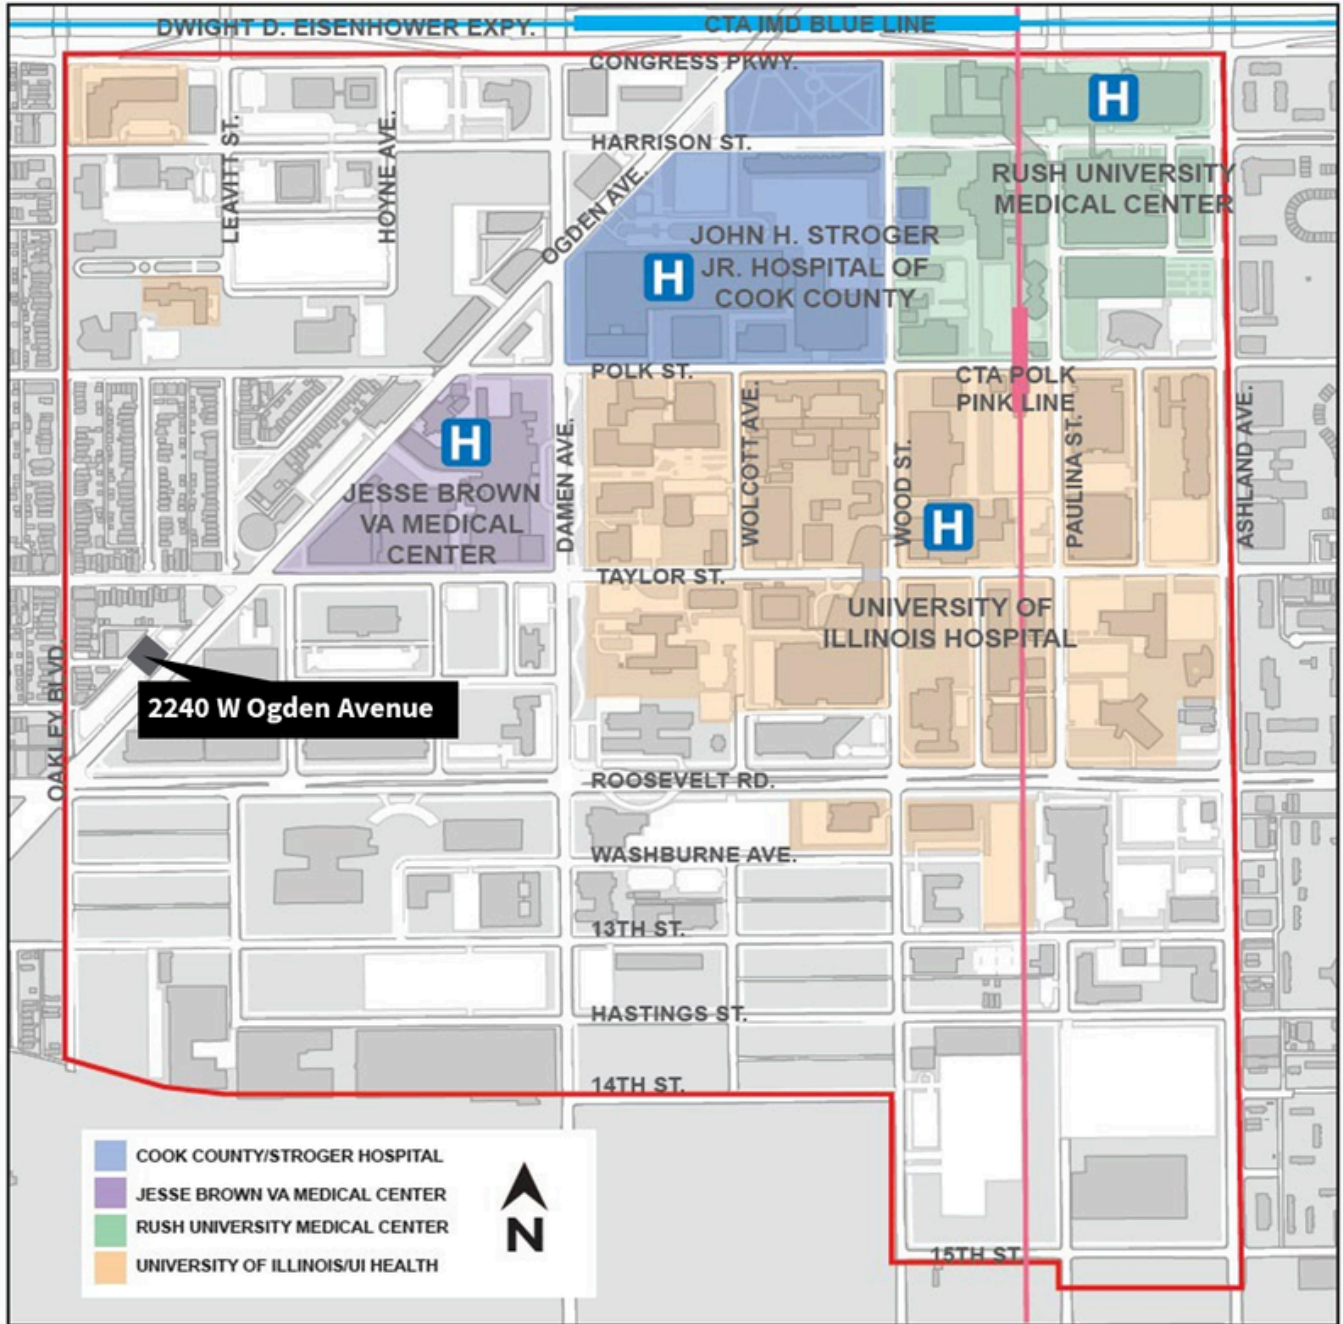 DWIGHT D. EISENHOWER EXPY.
CTA IMD BLUE LINE
CONGRESS PKWY.
H
HARRISON ST.
LEAVITT ST.
HOYNE AVE.
OGDEN AVE.
RUSH UNIVERSITY
MEDICAL CENTER
JOHN H. STROGER
JR. HOSPITAL OF
COOK COUNTY
H
POLK ST.
CTA POLK
PINK LINE
H
JESSE BROWN
VA MEDICAL
CENTER
DAMEN AVE.
WOLCOTT AVE.
WOOD ST.
H
PAULINA ST.
ASHLAND AVE.
TAYLOR ST.
UNIVERSITY OF
ILLINOIS HOSPITAL
OAKLEY BLVD.
2240 W Ogden Avenue
ROOSEVELT RD.
WASHBURNE AVE.
13TH ST.
HASTINGS ST.
14TH ST.
15TH ST.
COOK COUNTY/STROGER HOSPITAL
JESSE BROWN VA MEDICAL CENTER
RUSH UNIVERSITY MEDICAL CENTER
UNIVERSITY OF ILLINOIS/UI HEALTH
N